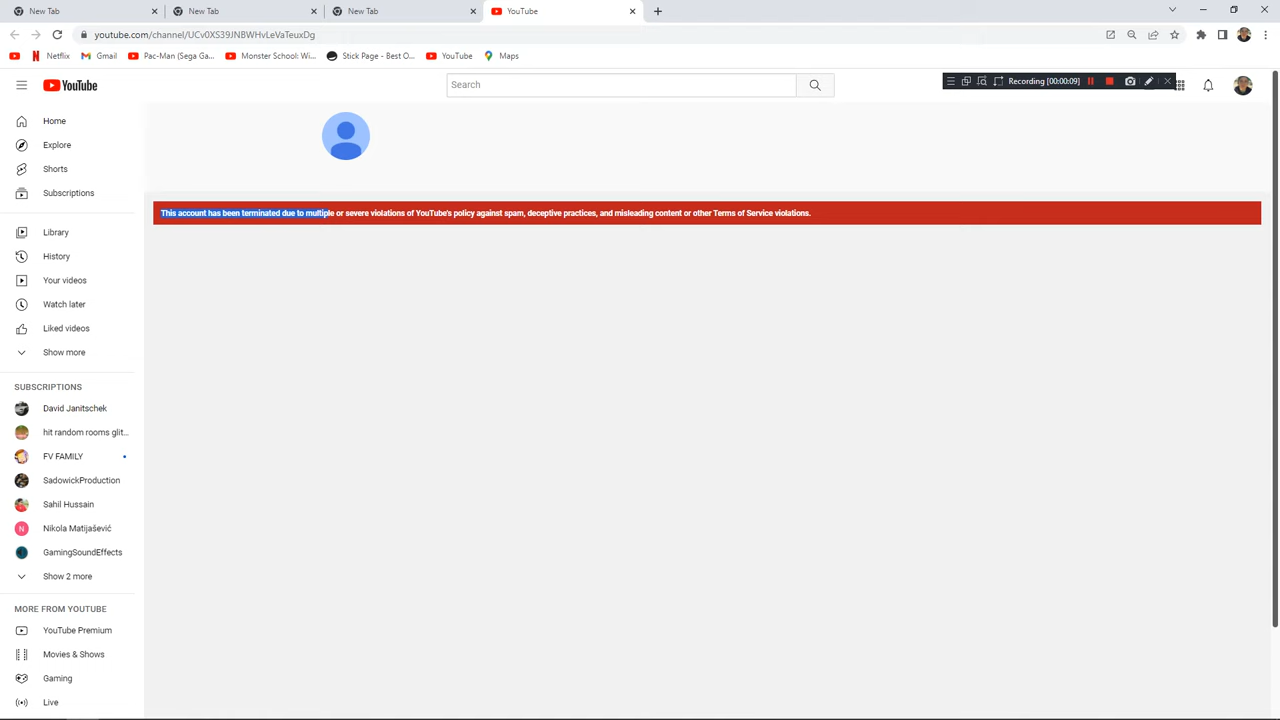 New Tab
New Tab
New Tab
YouTube
youtube.com/channel/UCv0XS39JNBWHvLeVaTeuxDg
Netflix
Gmail
Pac-Man (Sega Ga...
Monster School: Wi...
Stick Page - Best O...
YouTube
Maps
YouTube
Search
Recording [00:00:09]
Home
Explore
Shorts
Subscriptions
This account has been terminated due to multiple or severe violations of YouTube's policy against spam, deceptive practices, and misleading content or other Terms of Service violations.
Library
History
Your videos
Watch later
Liked videos
Show more
SUBSCRIPTIONS
David Janitschek
hit random rooms glit...
FV FAMILY
SadowickProduction
Sahil Hussain
N
Nikola Matijašević
GamingSoundEffects
Show 2 more
MORE FROM YOUTUBE
YouTube Premium
Movies & Shows
Gaming
Live